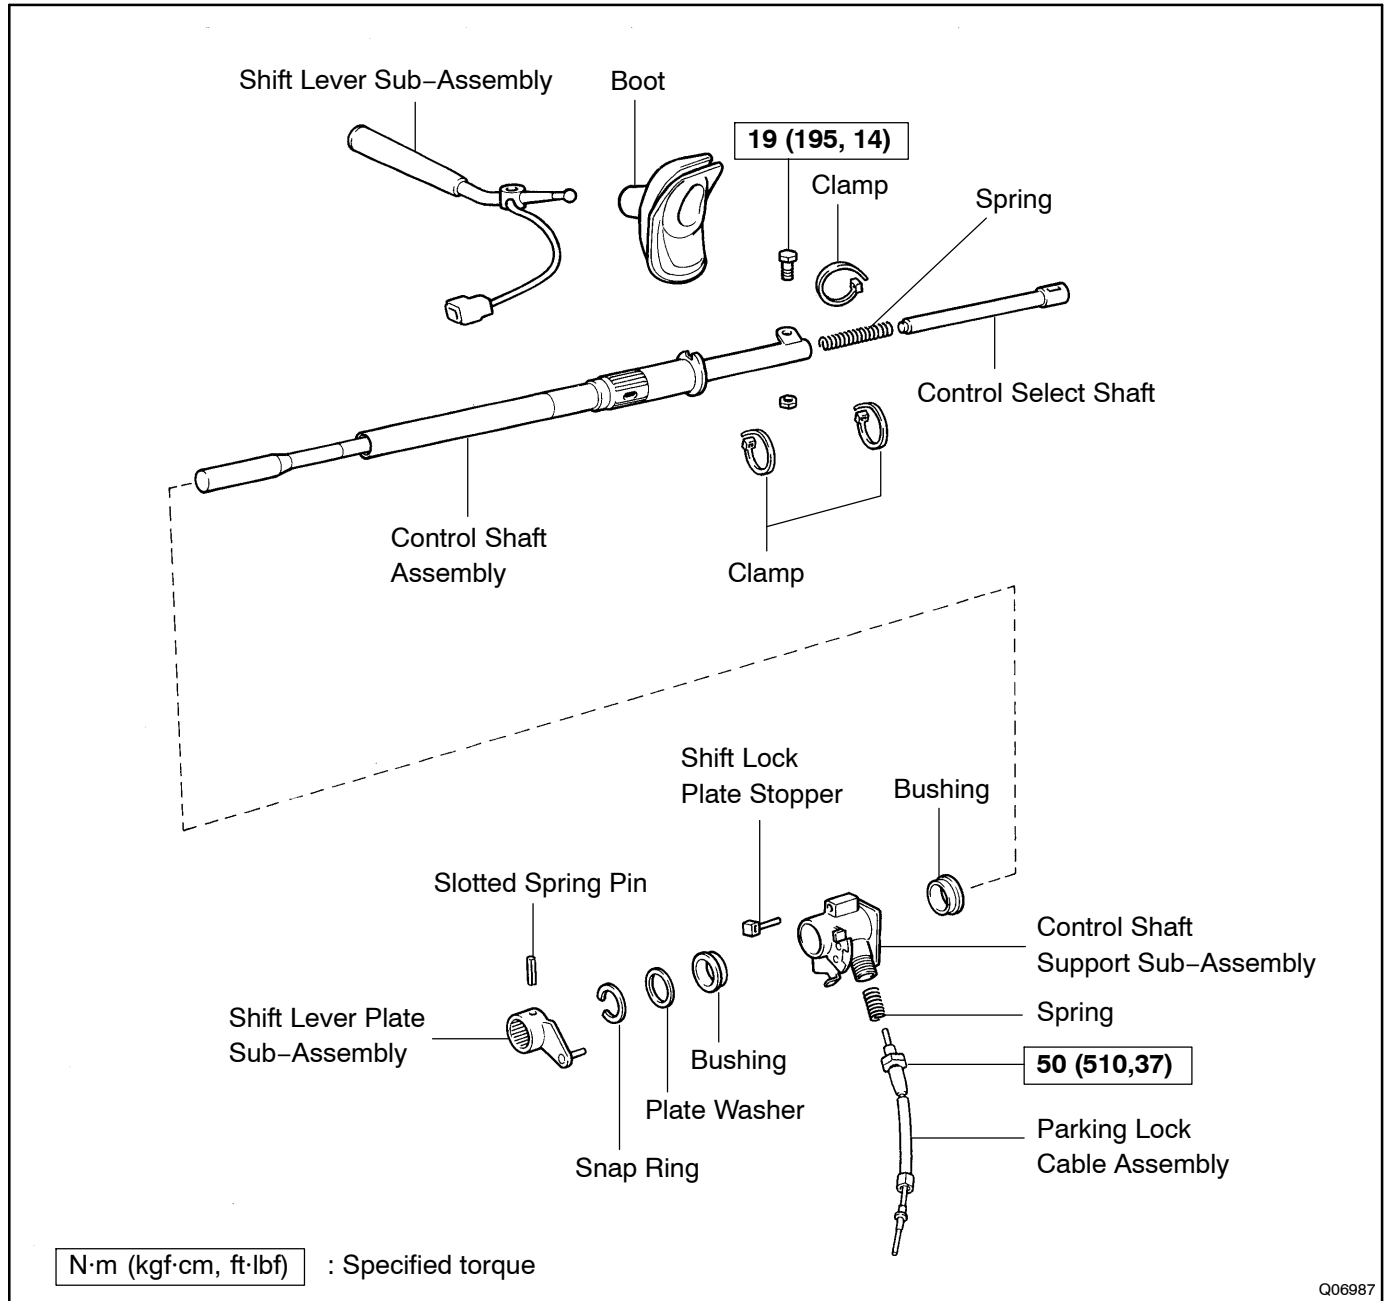 Shift Lever Sub−Assembly
Boot
19 (195, 14)
Clamp
Spring
Control Select Shaft
Control Shaft
Assembly
Clamp
Shift Lock
Plate Stopper
Bushing
Slotted Spring Pin
Control Shaft
Support Sub−Assembly
Shift Lever Plate
Sub−Assembly
Spring
Bushing
50 (510,37)
Plate Washer
Parking Lock
Cable Assembly
Snap Ring
N·m (kgf·cm, ft·lbf) : Specified torque
Q06987